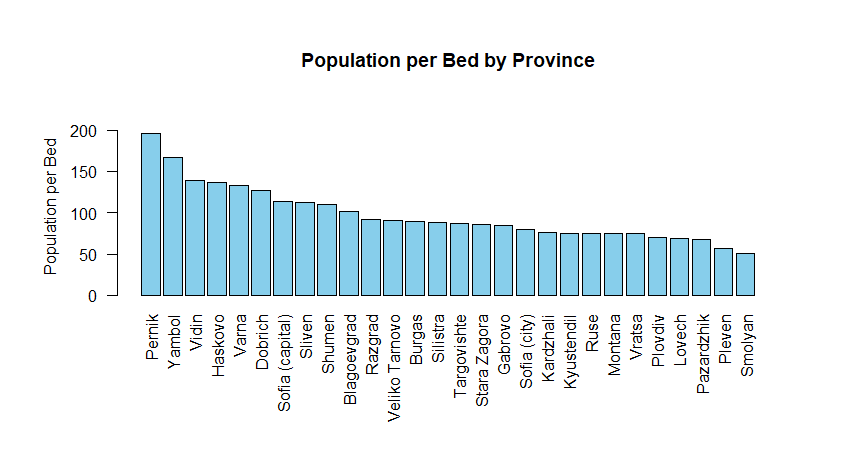 Population per Bed by Province
Population per Bed
200
150
100
50
0
Pernik
Yambol
Vidin
Haskovo
Varna
Dobrich
Sofia (capital)
Sliven
Shumen
Blagoevgrad
Razgrad
Veliko Tarnovo
Burgas
Silistra
Targovishte
Stara Zagora
Gabrovo
Sofia (city)
Kardzhali
Kyustendil
Ruse
Montana
Vratsa
Plovdiv
Lovech
Pazardzhik
Pleven
Smolyan